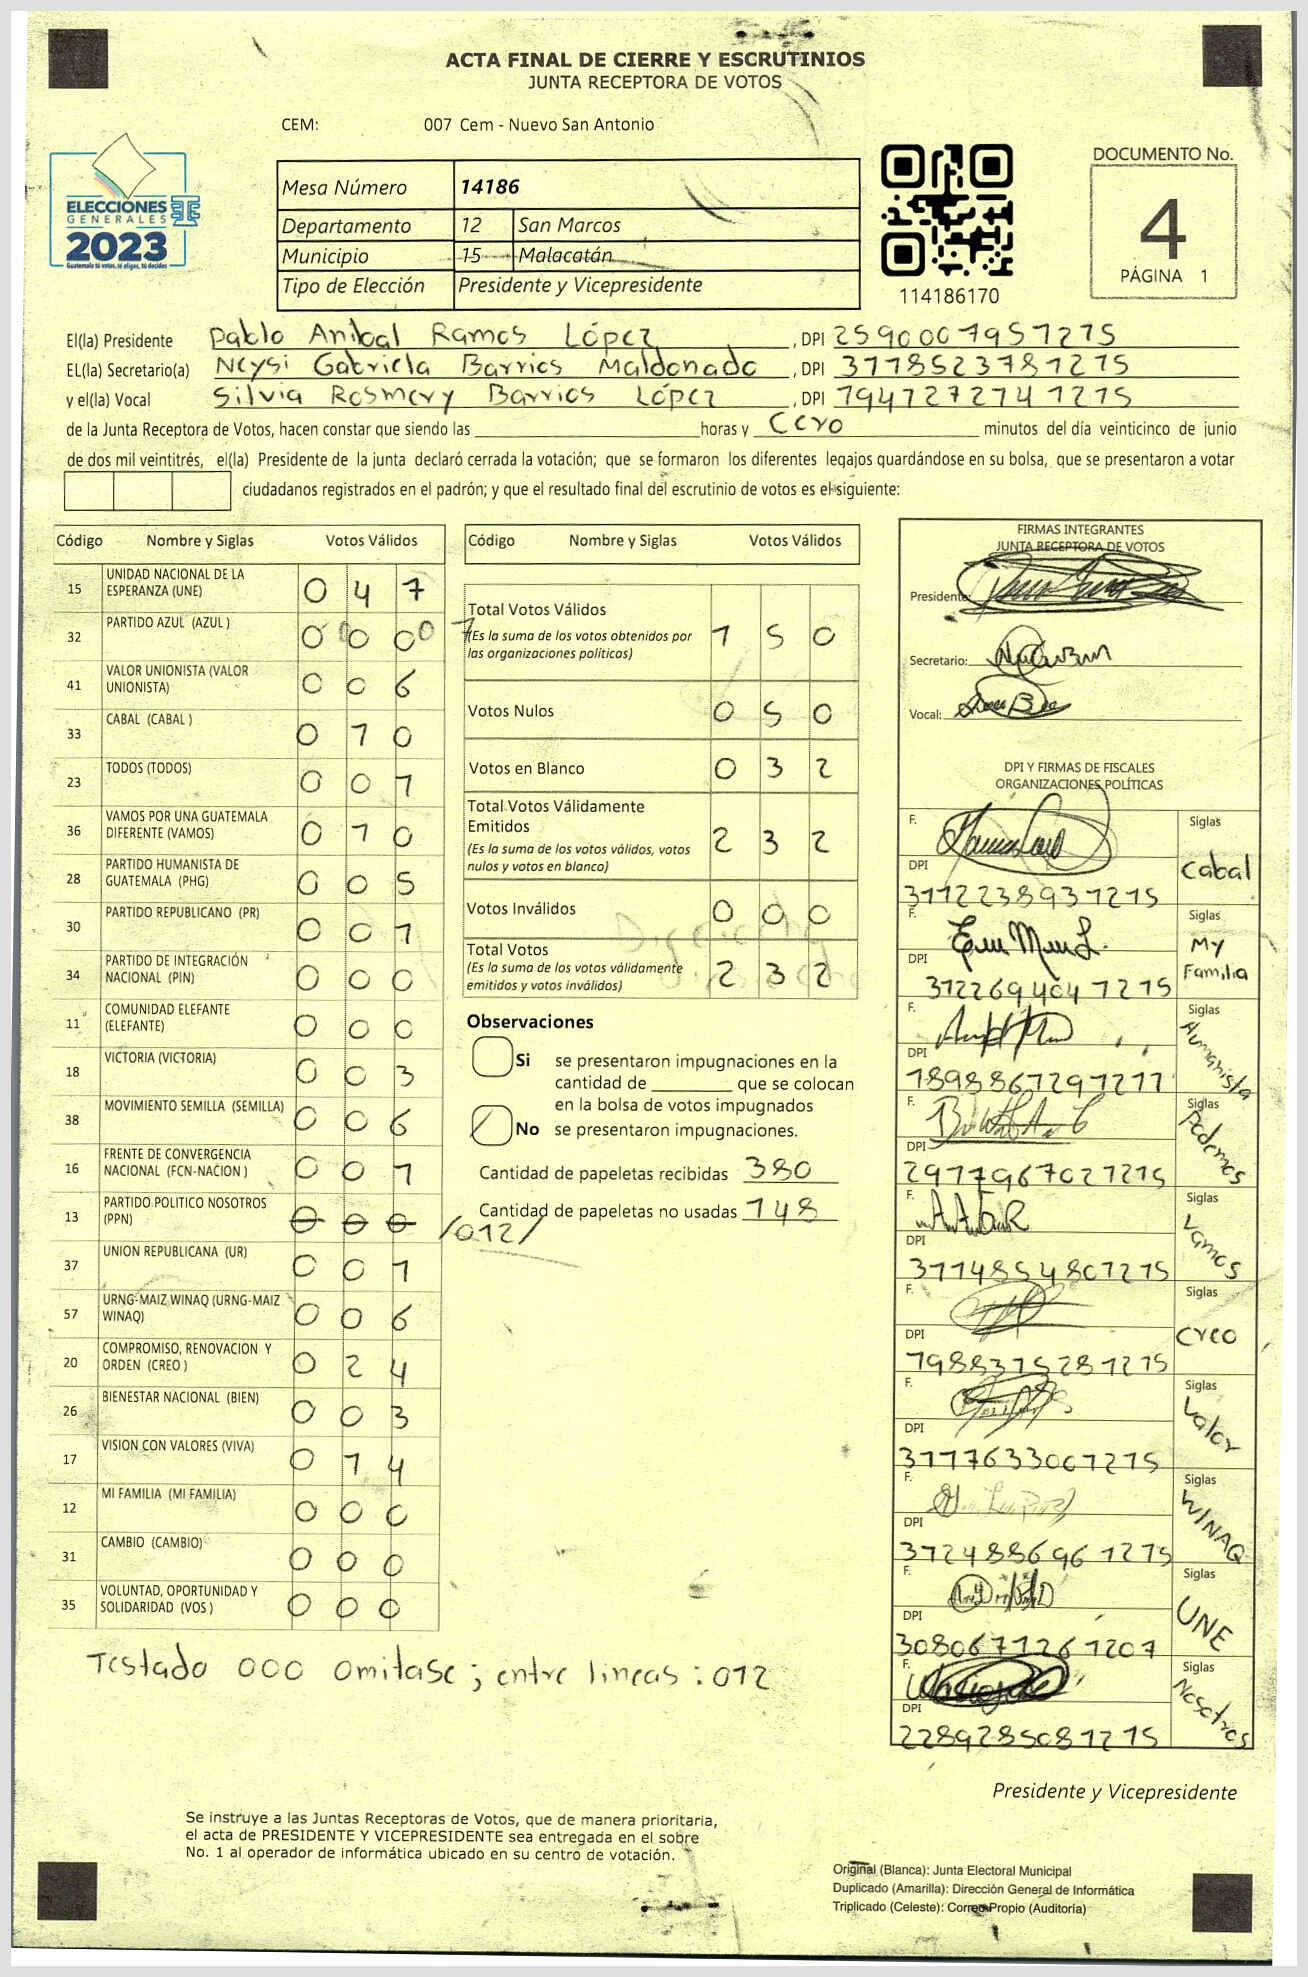 ACTA FINAL DE CIERRE Y ESCRUTINIOS
JUNTA RECEPTORA DE VOTOS
CEM: 007 Cem - Nuevo San Antonio
ELECCIONES
GENERALES
2023
Guatemala tú votas, tú eliges, tú decides
Mesa Número 14186
Departamento 12 San Marcos
Municipio 15 Malacatán
Tipo de Elección Presidente y Vicepresidente
114186170
DOCUMENTO No.
4
PÁGINA 1
El(la) Presidente Pablo Anibal Ramos López, DPI 2590007951215
EL(la) Secretario(a) Neysi Gabriela Barrios Maldonado, DPI 3118523781215
y el(la) Vocal Silvia Rosmery Barrios López, DPI 1941727241215
de la Junta Receptora de Votos, hacen constar que siendo las horas y Cero minutos del día veinticinco de junio
de dos mil veintitrés, el(la) Presidente de la junta declaró cerrada la votación; que se formaron los diferentes legajos guardándose en su bolsa, que se presentaron a votar
ciudadanos registrados en el padrón; y que el resultado final del escrutinio de votos es el siguiente:
Código Nombre y Siglas Votos Válidos
15 UNIDAD NACIONAL DE LA ESPERANZA (UNE) 0 4 7
32 PARTIDO AZUL (AZUL ) 0 0 0
41 VALOR UNIONISTA (VALOR UNIONISTA) 0 0 6
33 CABAL (CABAL ) 0 1 0
23 TODOS (TODOS) 0 0 1
36 VAMOS POR UNA GUATEMALA DIFERENTE (VAMOS) 0 1 0
28 PARTIDO HUMANISTA DE GUATEMALA (PHG) 0 0 5
30 PARTIDO REPUBLICANO (PR) 0 0 1
34 PARTIDO DE INTEGRACIÓN NACIONAL (PIN) 0 0 0
11 COMUNIDAD ELEFANTE (ELEFANTE) 0 0 0
18 VICTORIA (VICTORIA) 0 0 3
38 MOVIMIENTO SEMILLA (SEMILLA) 0 0 6
16 FRENTE DE CONVERGENCIA NACIONAL (FCN-NACION ) 0 0 1
13 PARTIDO POLITICO NOSOTROS (PPN) 0 0 0 /012/
37 UNION REPUBLICANA (UR) 0 0 1
57 URNG-MAIZ WINAQ (URNG-MAIZ WINAQ) 0 0 6
20 COMPROMISO, RENOVACION Y ORDEN (CREO ) 0 2 4
26 BIENESTAR NACIONAL (BIEN) 0 0 3
17 VISION CON VALORES (VIVA) 0 1 4
12 MI FAMILIA (MI FAMILIA) 0 0 0
31 CAMBIO (CAMBIO) 0 0 0
35 VOLUNTAD, OPORTUNIDAD Y SOLIDARIDAD (VOS ) 0 0 0
Testado 000 omitase; entre lineas: 012
Código Nombre y Siglas Votos Válidos
Total Votos Válidos
(Es la suma de los votos obtenidos por
las organizaciones políticas) 1 5 0
Votos Nulos 0 5 0
Votos en Blanco 0 3 2
Total Votos Válidamente
Emitidos
(Es la suma de los votos válidos, votos
nulos y votos en blanco) 2 3 2
Votos Inválidos 0 0 0
Total Votos
(Es la suma de los votos válidamente
emitidos y votos inválidos) 2 3 2
Observaciones
Si se presentaron impugnaciones en la
cantidad de que se colocan
en la bolsa de votos impugnados
No se presentaron impugnaciones.
Cantidad de papeletas recibidas 380
Cantidad de papeletas no usadas 148
FIRMAS INTEGRANTES
JUNTA RECEPTORA DE VOTOS
Presidente:
Secretario:
Vocal:
DPI Y FIRMAS DE FISCALES
ORGANIZACIONES POLÍTICAS
F. Siglas
DPI Cabal
3112238931215
F. Siglas
DPI My Familia
3122694041215
F. Siglas
DPI Humanista
1898861291211
F. Siglas
DPI Podemos
2911967021215
F. Siglas
DPI Vamos
3114854801215
F. Siglas
DPI Creo
1988315281215
F. Siglas
DPI Valor
3117633001215
F. Siglas
DPI WINAQ
3124886961215
F. Siglas
DPI UNE
3080671261207
F. Siglas
DPI Nosotros
2289285081215
Presidente y Vicepresidente
Se instruye a las Juntas Receptoras de Votos, que de manera prioritaria,
el acta de PRESIDENTE Y VICEPRESIDENTE sea entregada en el sobre
No. 1 al operador de informática ubicado en su centro de votación.
Original (Blanca): Junta Electoral Municipal
Duplicado (Amarilla): Dirección General de Informática
Triplicado (Celeste): Correo Propio (Auditoría)